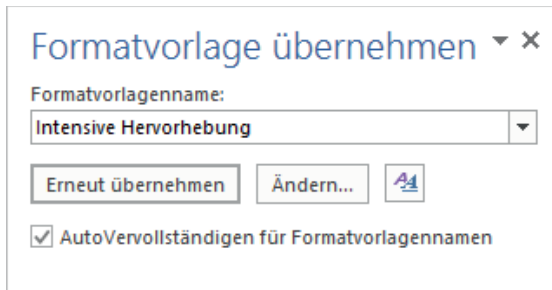 Formatvorlage übernehmen
Formatvorlagenname:
Intensive Hervorhebung
Erneut übernehmen Ändern...
AutoVervollständigen für Formatvorlagennamen